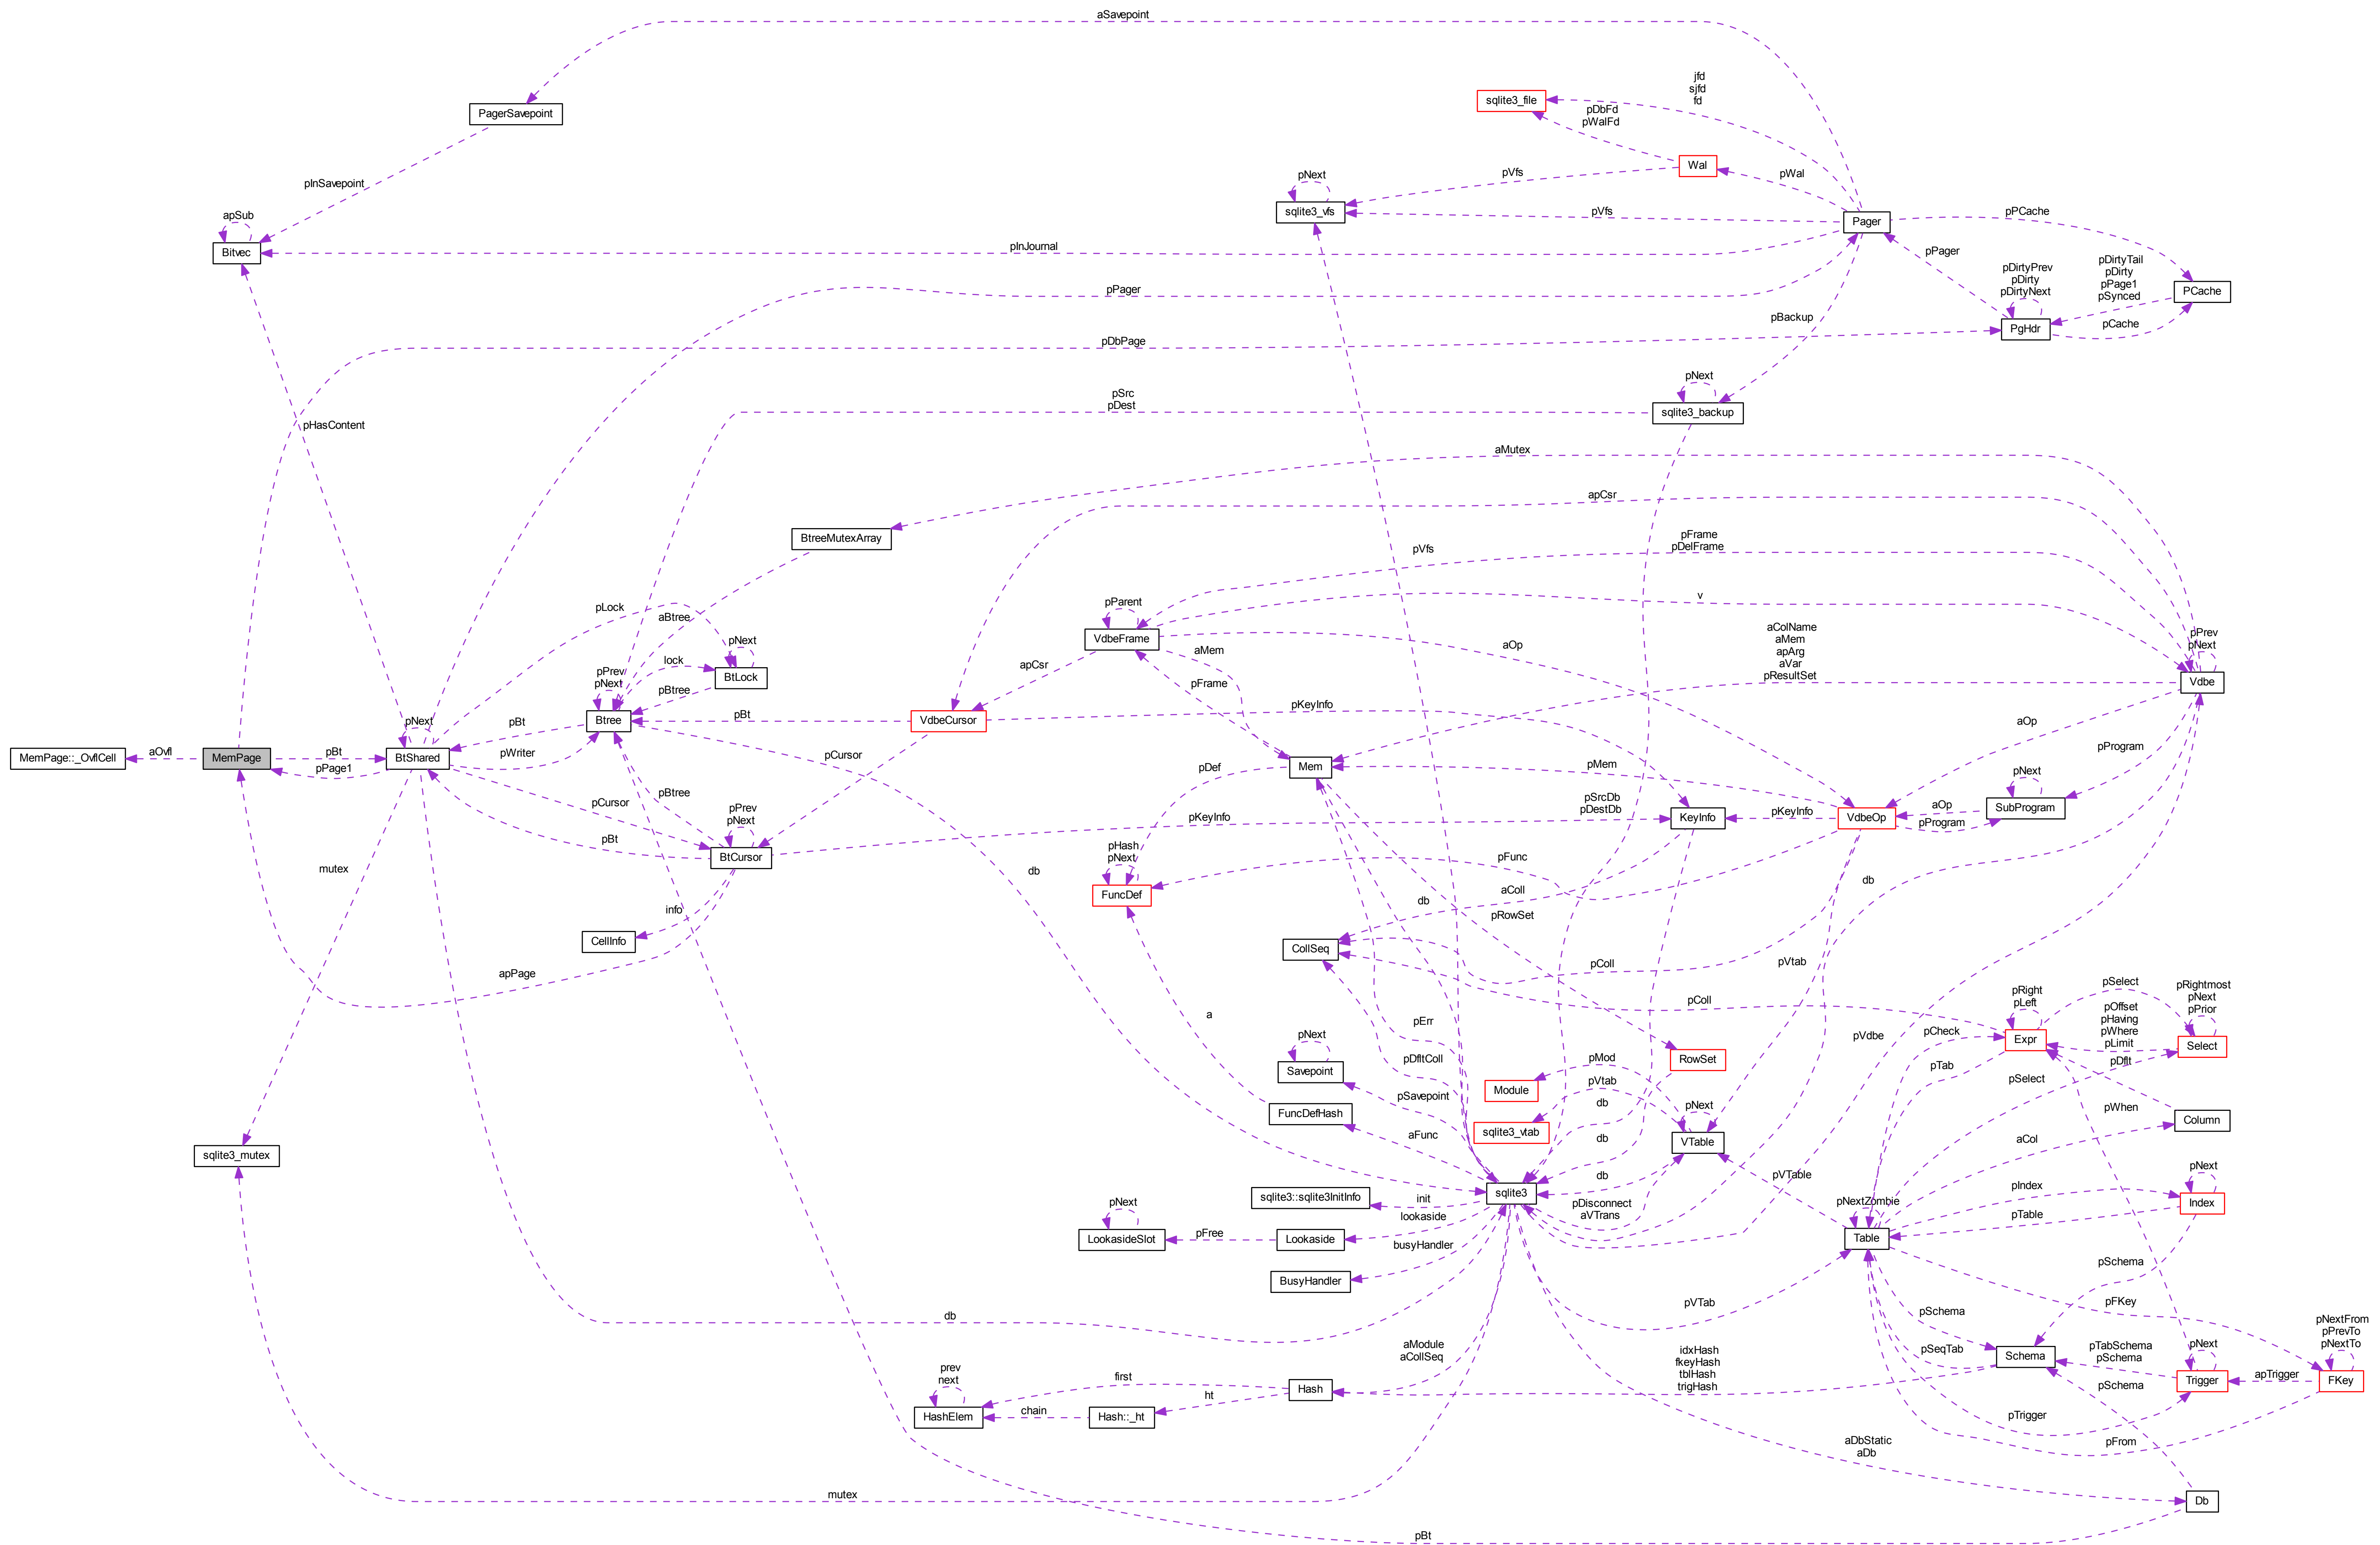 aSavepoint
jfd
sjfd
fd
sqlite3_file
PagerSavepoint
pDbFd
pWalFd
Wal
pWal
pVfs
pNext
sqlite3_vfs
pInSavepoint
pVfs
Pager
pPCache
apSub
Bitvec
pInJournal
pPager
pDirtyTail
pDirty
pPage1
pSynced
pDirtyPrev
pDirty
pDirtyNext
PCache
pPager
pBackup
PgHdr
pCache
pDbPage
pNext
sqlite3_backup
pSrc
pDest
pHasContent
aMutex
apCsr
BtreeMutexArray
pFrame
pDelFrame
pVfs
pParent
v
VdbeFrame
pLock
aBtree
pNext
lock
BtLock
aMem
aOp
aColName
aMem
apArg
aVar
pResultSet
pPrev
pNext
Vdbe
apCsr
pFrame
pPrev
pNext
pBtree
Btree
pBt
VdbeCursor
pKeyInfo
aOp
pProgram
pNext
pBt
pWriter
pCursor
MemPage::_OvflCell
aOvfl
MemPage
pBt
pPage1
BtShared
Mem
pDef
pMem
pNext
SubProgram
pCursor
pBtree
pPrev
pNext
pSrcDb
pDestDb
aOp
pKeyInfo
KeyInfo
pKeyInfo
VdbeOp
pProgram
pBt
BtCursor
pHash
pNext
pFunc
mutex
db
FuncDef
aColl
db
db
info
pRowSet
CellInfo
CollSeq
apPage
pColl
pVtab
pColl
pRight
pLeft
pSelect
pRightmost
pNext
pPrior
pOffset
pHaving
pWhere
pLimit
a
pErr
pVdbe
pCheck
Expr
Select
pNext
pDfltColl
RowSet
pMod
pTab
pDflt
Savepoint
Module
pVtab
pSelect
pSavepoint
db
pNext
pWhen
FuncDefHash
sqlite3_vtab
Column
aFunc
db
VTable
aCol
sqlite3_mutex
db
pVTable
pNext
sqlite3::sqlite3InitInfo
init
sqlite3
pDisconnect
aVTrans
pNextZombie
pIndex
Index
pNext
lookaside
pTable
LookasideSlot
pFree
Lookaside
Table
busyHandler
pSchema
BusyHandler
pVTab
pFKey
db
pSchema
pNextFrom
pPrevTo
pNextTo
aModule
aCollSeq
pSeqTab
Schema
pTabSchema
pSchema
pNext
prev
next
first
idxHash
fkeyHash
tblHash
trigHash
Hash
ht
pSchema
Trigger
apTrigger
FKey
HashElem
chain
Hash::_ht
pTrigger
pFrom
aDbStatic
aDb
mutex
Db
pBt